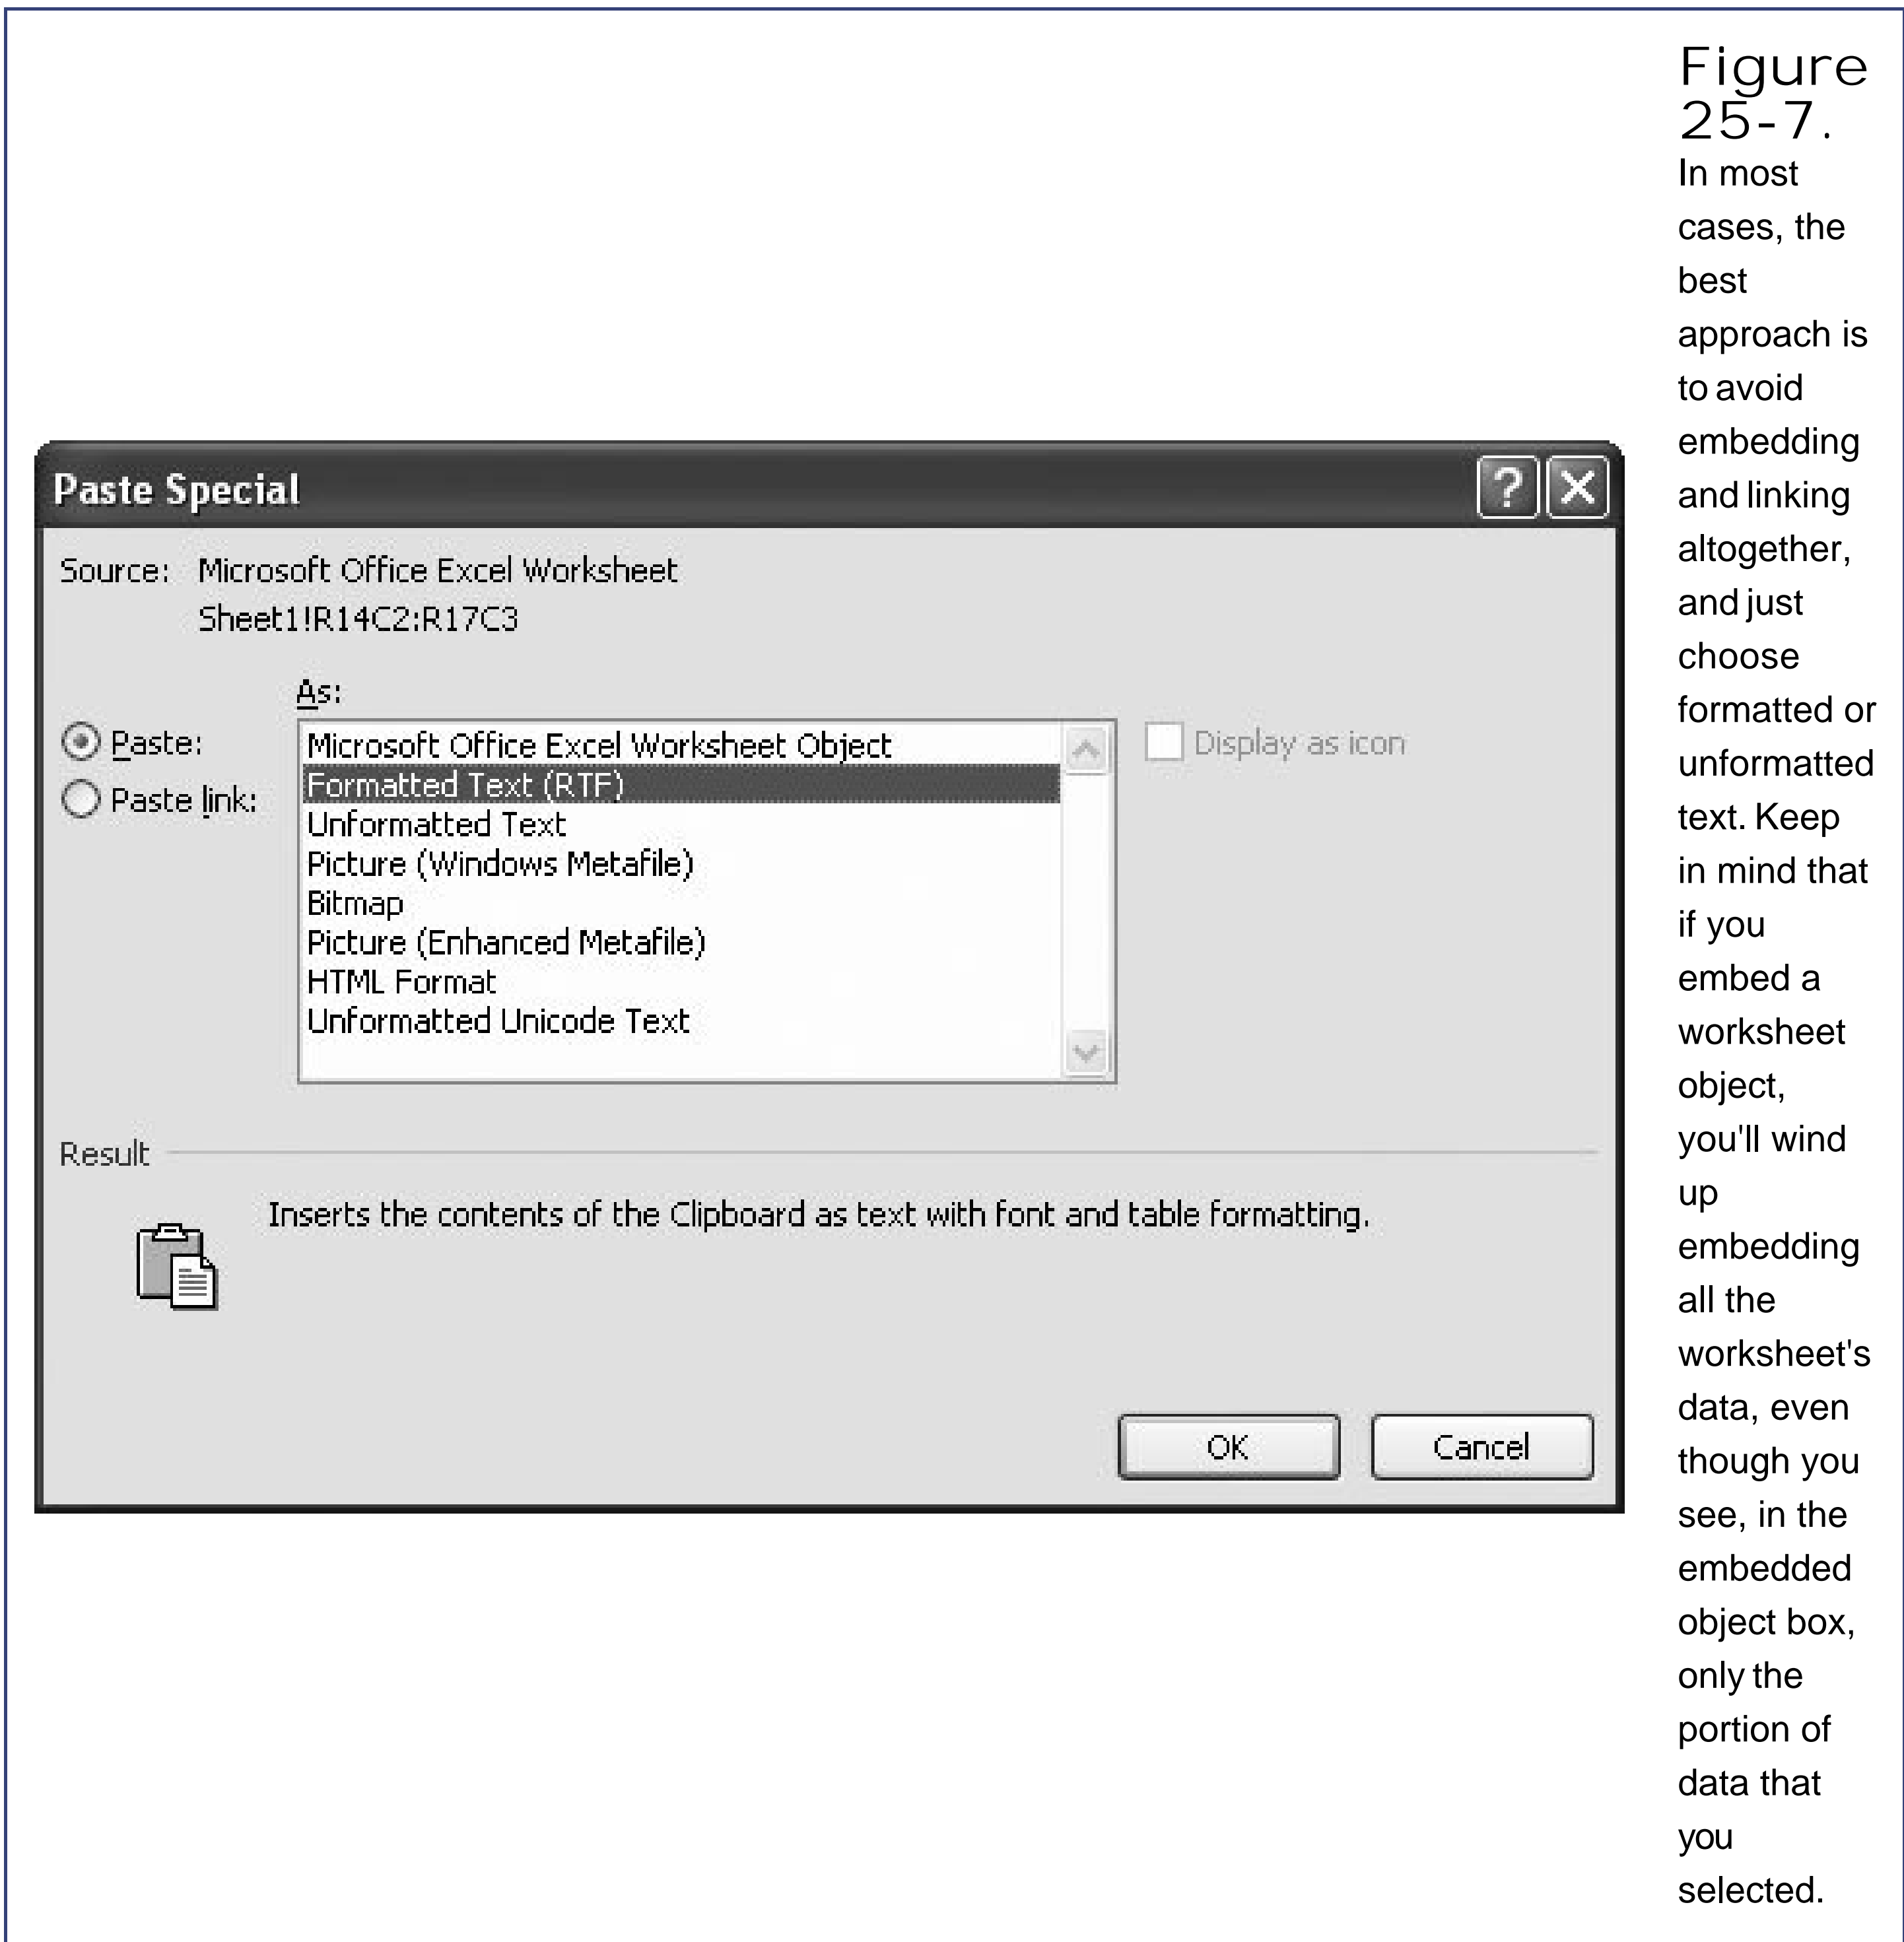 Paste Special
Source: Microsoft Office Excel Worksheet
Sheet1!R14C2:R17C3
As:
Paste:
Paste link:
Microsoft Office Excel Worksheet Object
Formatted Text (RTF)
Unformatted Text
Picture (Windows Metafile)
Bitmap
Picture (Enhanced Metafile)
HTML Format
Unformatted Unicode Text
Display as icon
Result
Inserts the contents of the Clipboard as text with font and table formatting.
OK
Cancel
Figure
25-7.
In most
cases, the
best
approach is
to avoid
embedding
and linking
altogether,
and just
choose
formatted or
unformatted
text. Keep
in mind that
if you
embed a
worksheet
object,
you'll wind
up
embedding
all the
worksheet's
data, even
though you
see, in the
embedded
object box,
only the
portion of
data that
you
selected.